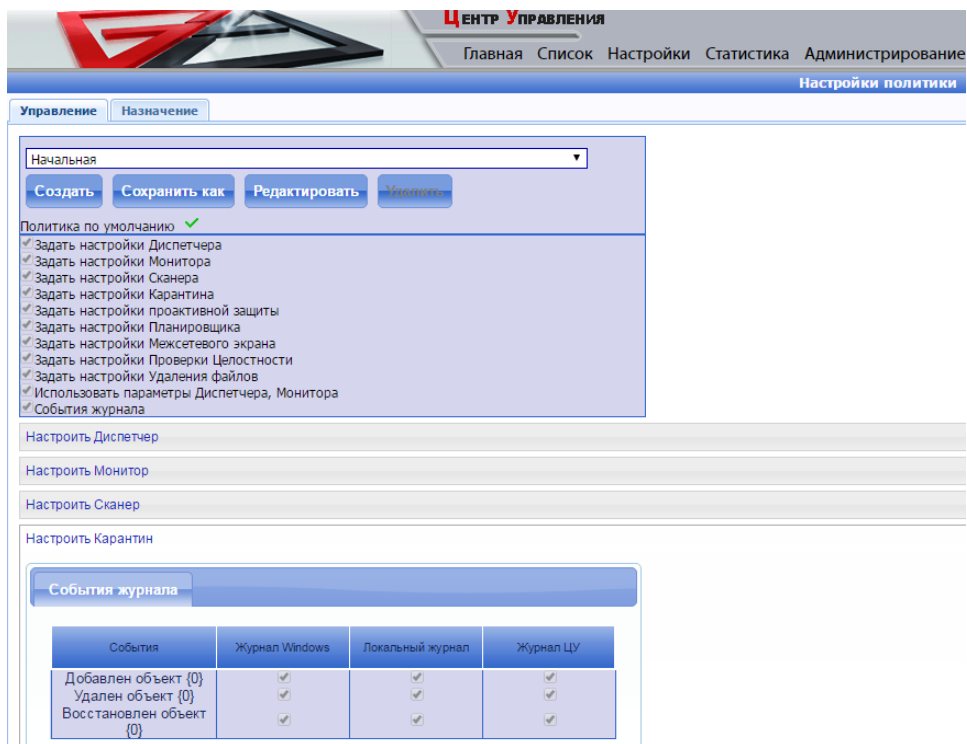 Центр Управления
Главная Список Настройки Статистика Администрирование
Настройки политики
Управление Назначение
Начальная
Создать Сохранить как Редактировать Удалить
Политика по умолчанию
Задать настройки Диспетчера
Задать настройки Монитора
Задать настройки Сканера
Задать настройки Карантина
Задать настройки проактивной защиты
Задать настройки Планировщика
Задать настройки Межсетевого экрана
Задать настройки Проверки Целостности
Задать настройки Удаления файлов
Использовать параметры Диспетчера, Монитора
События журнала
Настроить Диспетчер
Настроить Монитор
Настроить Сканер
Настроить Карантин
События журнала
События Журнал Windows Локальный журнал Журнал ЦУ
Добавлен объект {0}
Удален объект {0}
Восстановлен объект
{0}